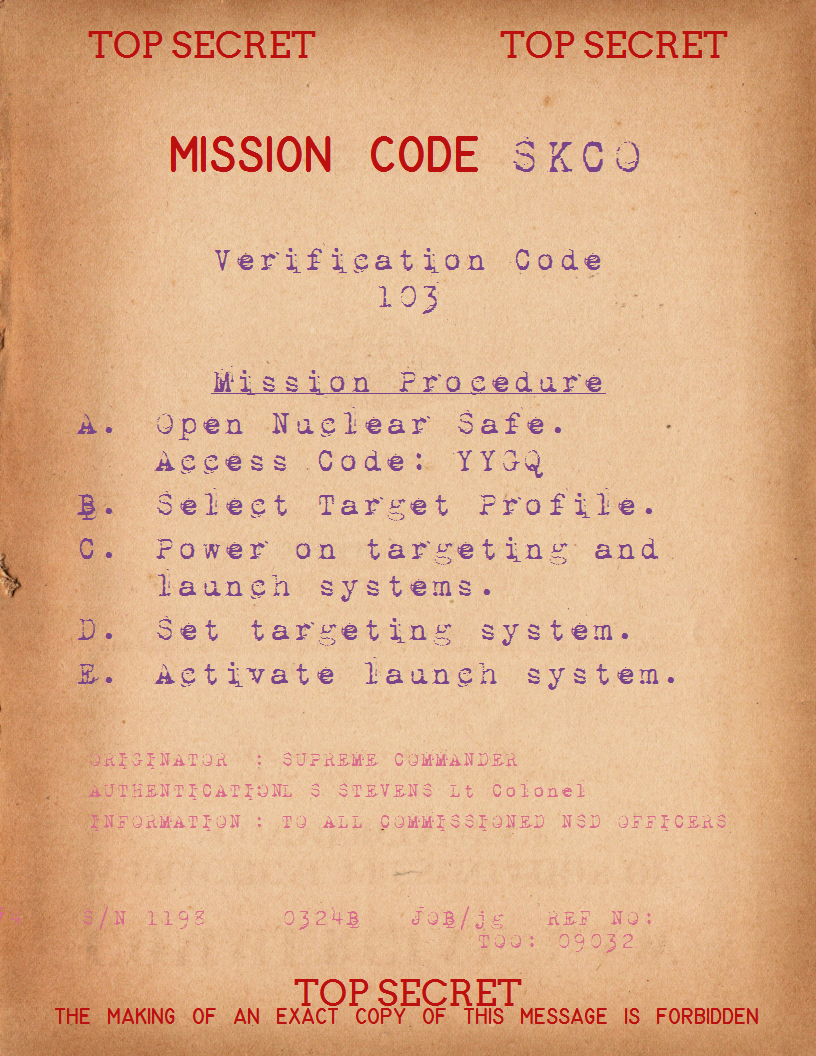 TOP SECRET TOP SECRET
MISSION CODE SKCO
Verification Code
103
Mission Procedure
A. Open Nuclear Safe.
Access Code: YYGQ
B. Select Target Profile.
C. Power on targeting and
launch systems.
D. Set targeting system.
E. Activate launch system.
ORIGINATOR : SUPREME COMMANDER
AUTHENTICATIONL S STEVENS Lt Colonel
INFORMATION : TO ALL COMMISSIONED NSD OFFICERS
S/N 1198 0324B JOB/jg REF NO:
TOO: 09032
TOP SECRET
THE MAKING OF AN EXACT COPY OF THIS MESSAGE IS FORBIDDEN